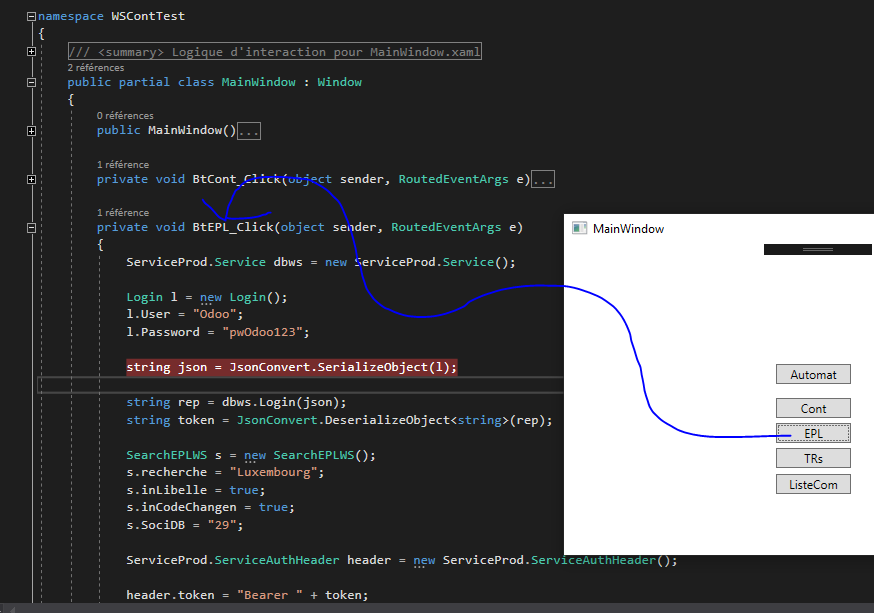 namespace WSContTest
{
/// <summary> Logique d'interaction pour MainWindow.xaml
2 références
public partial class MainWindow : Window
{
0 références
public MainWindow()...
1 référence
private void BtCont_Click(object sender, RoutedEventArgs e)...
1 référence
private void BtEPL_Click(object sender, RoutedEventArgs e)
{
ServiceProd.Service dbws = new ServiceProd.Service();
Login l = new Login();
l.User = "Odoo";
l.Password = "pwOdoo123";
string json = JsonConvert.SerializeObject(l);
string rep = dbws.Login(json);
string token = JsonConvert.DeserializeObject<string>(rep);
SearchEPLWS s = new SearchEPLWS();
s.recherche = "Luxembourg";
s.inLibelle = true;
s.inCodeChangen = true;
s.SociDB = "29";
ServiceProd.ServiceAuthHeader header = new ServiceProd.ServiceAuthHeader();
header.token = "Bearer " + token;
MainWindow
Automat
Cont
EPL
TRs
ListeCom